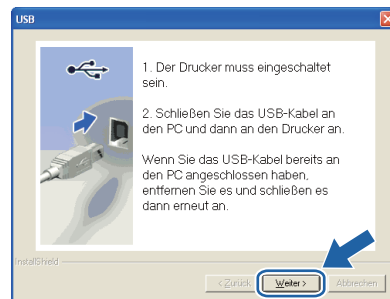 USB
1. Der Drucker muss eingeschaltet
sein.
2. Schließen Sie das USB-Kabel an
den PC und dann an den Drucker an.
Wenn Sie das USB-Kabel bereits an
den PC angeschlossen haben,
entfernen Sie es und schließen es
dann erneut an.
InstallShield
< Zurück Weiter > Abbrechen